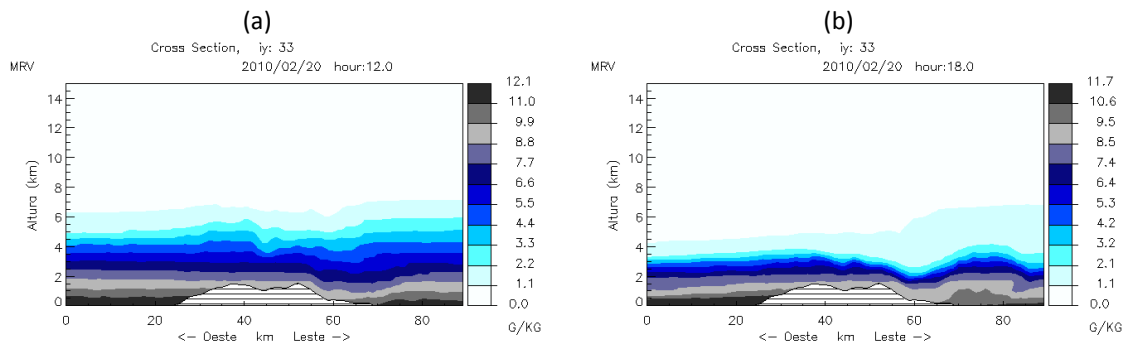 (a)
Cross Section, iy: 33
MRV 2010/02/20 hour:12.0
Altura (km)
14
12
10
8
6
4
2
0
0 20 40 60 80
<— Oeste km Leste —>
12.1
11.0
9.9
8.8
7.7
6.6
5.5
4.4
3.3
2.1
1.1
0.0
G/KG
(b)
Cross Section, iy: 33
MRV 2010/02/20 hour:18.0
Altura (km)
14
12
10
8
6
4
2
0
0 20 40 60 80
<— Oeste km Leste —>
11.7
10.6
9.5
8.5
7.4
6.4
5.3
4.2
3.2
2.1
1.1
0.0
G/KG